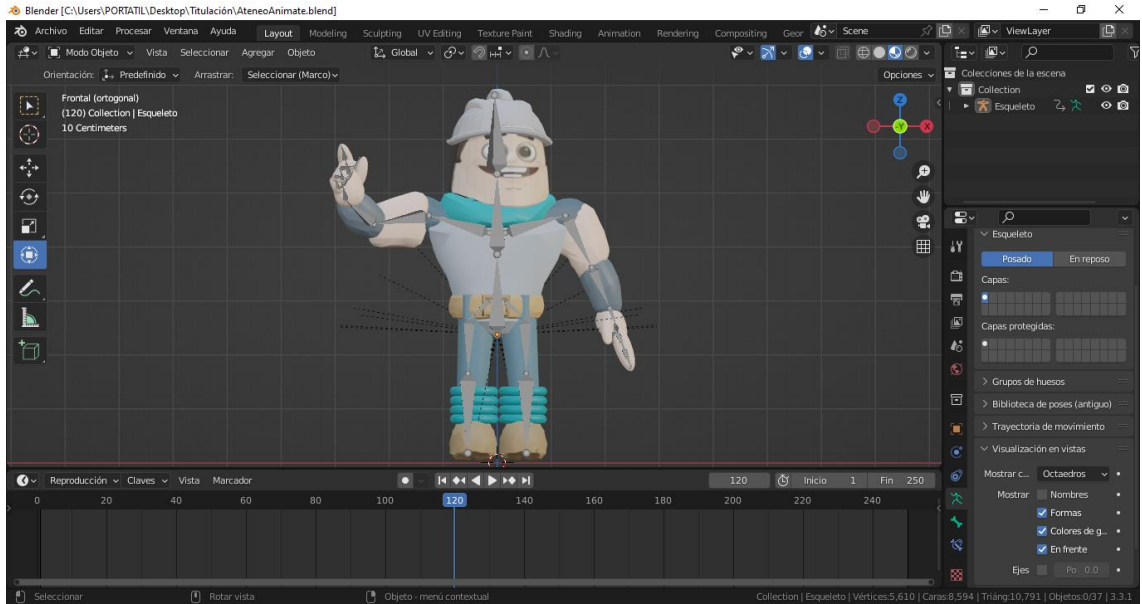 Blender [C:\Users\PORTATIL\Desktop\Titulación\AteneoAnimate.blend]
Archivo Editar Procesar Ventana Ayuda Layout Modeling Sculpting UV Editing Texture Paint Shading Animation Rendering Compositing Geor Scene ViewLayer
Modo Objeto Vista Seleccionar Agregar Objeto Global
Orientación: Predefinido Arrastrar: Seleccionar (Marco) Opciones
Frontal (ortogonal)
(120) Collection | Esqueleto
10 Centimeters
Z
-Y
X
Colecciones de la escena
Collection
Esqueleto
Esqueleto
Posado En reposo
Capas:
Capas protegidas:
Grupos de huesos
Biblioteca de poses (antiguo)
Trayectoria de movimiento
Visualización en vistas
Mostrar c... Octaedros
Mostrar Nombres
Formas
Colores de g...
En frente
Ejes Po 0.0
Reproducción Claves Vista Marcador 120 Inicio 1 Fin 250
0 20 40 60 80 100 120 140 160 180 200 220 240
Seleccionar Rotar vista Objeto - menú contextual Collection | Esqueleto | Vértices:5,610 | Caras:8,594 | Triáng:10,791 | Objetos:0/37 | 3.3.1